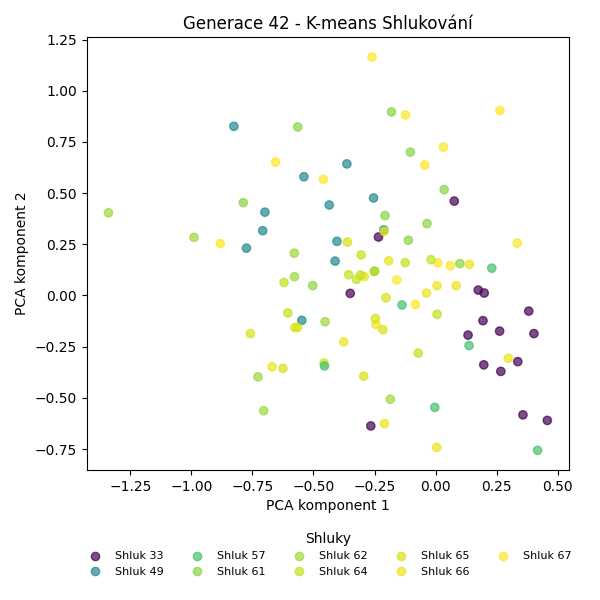 Generace 42 - K-means Shlukování
1.25
1.00
0.75
0.50
0.25
0.00
−0.25
−0.50
−0.75
PCA komponent 2
−1.25 −1.00 −0.75 −0.50 −0.25 0.00 0.25 0.50
PCA komponent 1
Shluky
Shluk 33 Shluk 57 Shluk 62 Shluk 65 Shluk 67
Shluk 49 Shluk 61 Shluk 64 Shluk 66